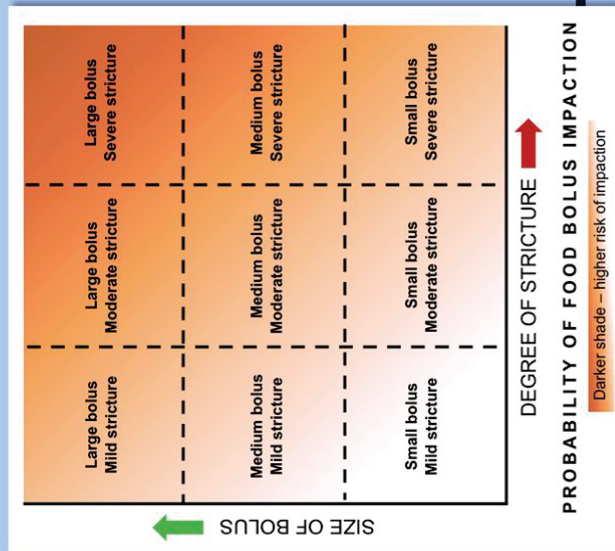 Large bolus
Mild stricture
Large bolus
Moderate stricture
Large bolus
Severe stricture
Medium bolus
Mild stricture
Medium bolus
Moderate stricture
Medium bolus
Severe stricture
Small bolus
Mild stricture
Small bolus
Moderate stricture
Small bolus
Severe stricture
SIZE OF BOLUS
DEGREE OF STRICTURE
PROBABILITY OF FOOD BOLUS IMPACTION
Darker shade – higher risk of impaction